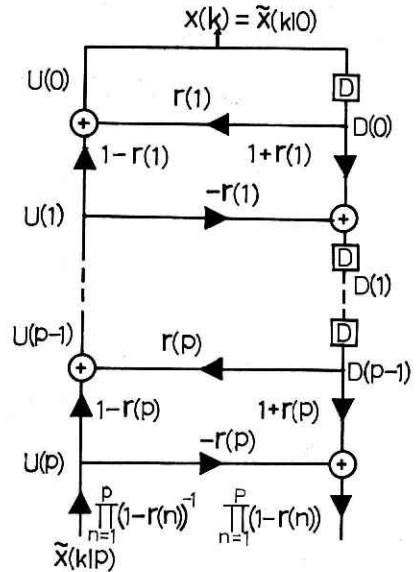 x(k) = x̃(k|0)
U(0)
D
r(1)
D(0)
+
1-r(1)
1+r(1)
-r(1)
U(1)
+
D
D(1)
U(p-1)
D
r(p)
+
D(p-1)
1-r(p)
1+r(p)
-r(p)
U(p)
+
p∏n=1(1-r(n))⁻¹
P∏n=1(1-r(n))
x̃(k|p)